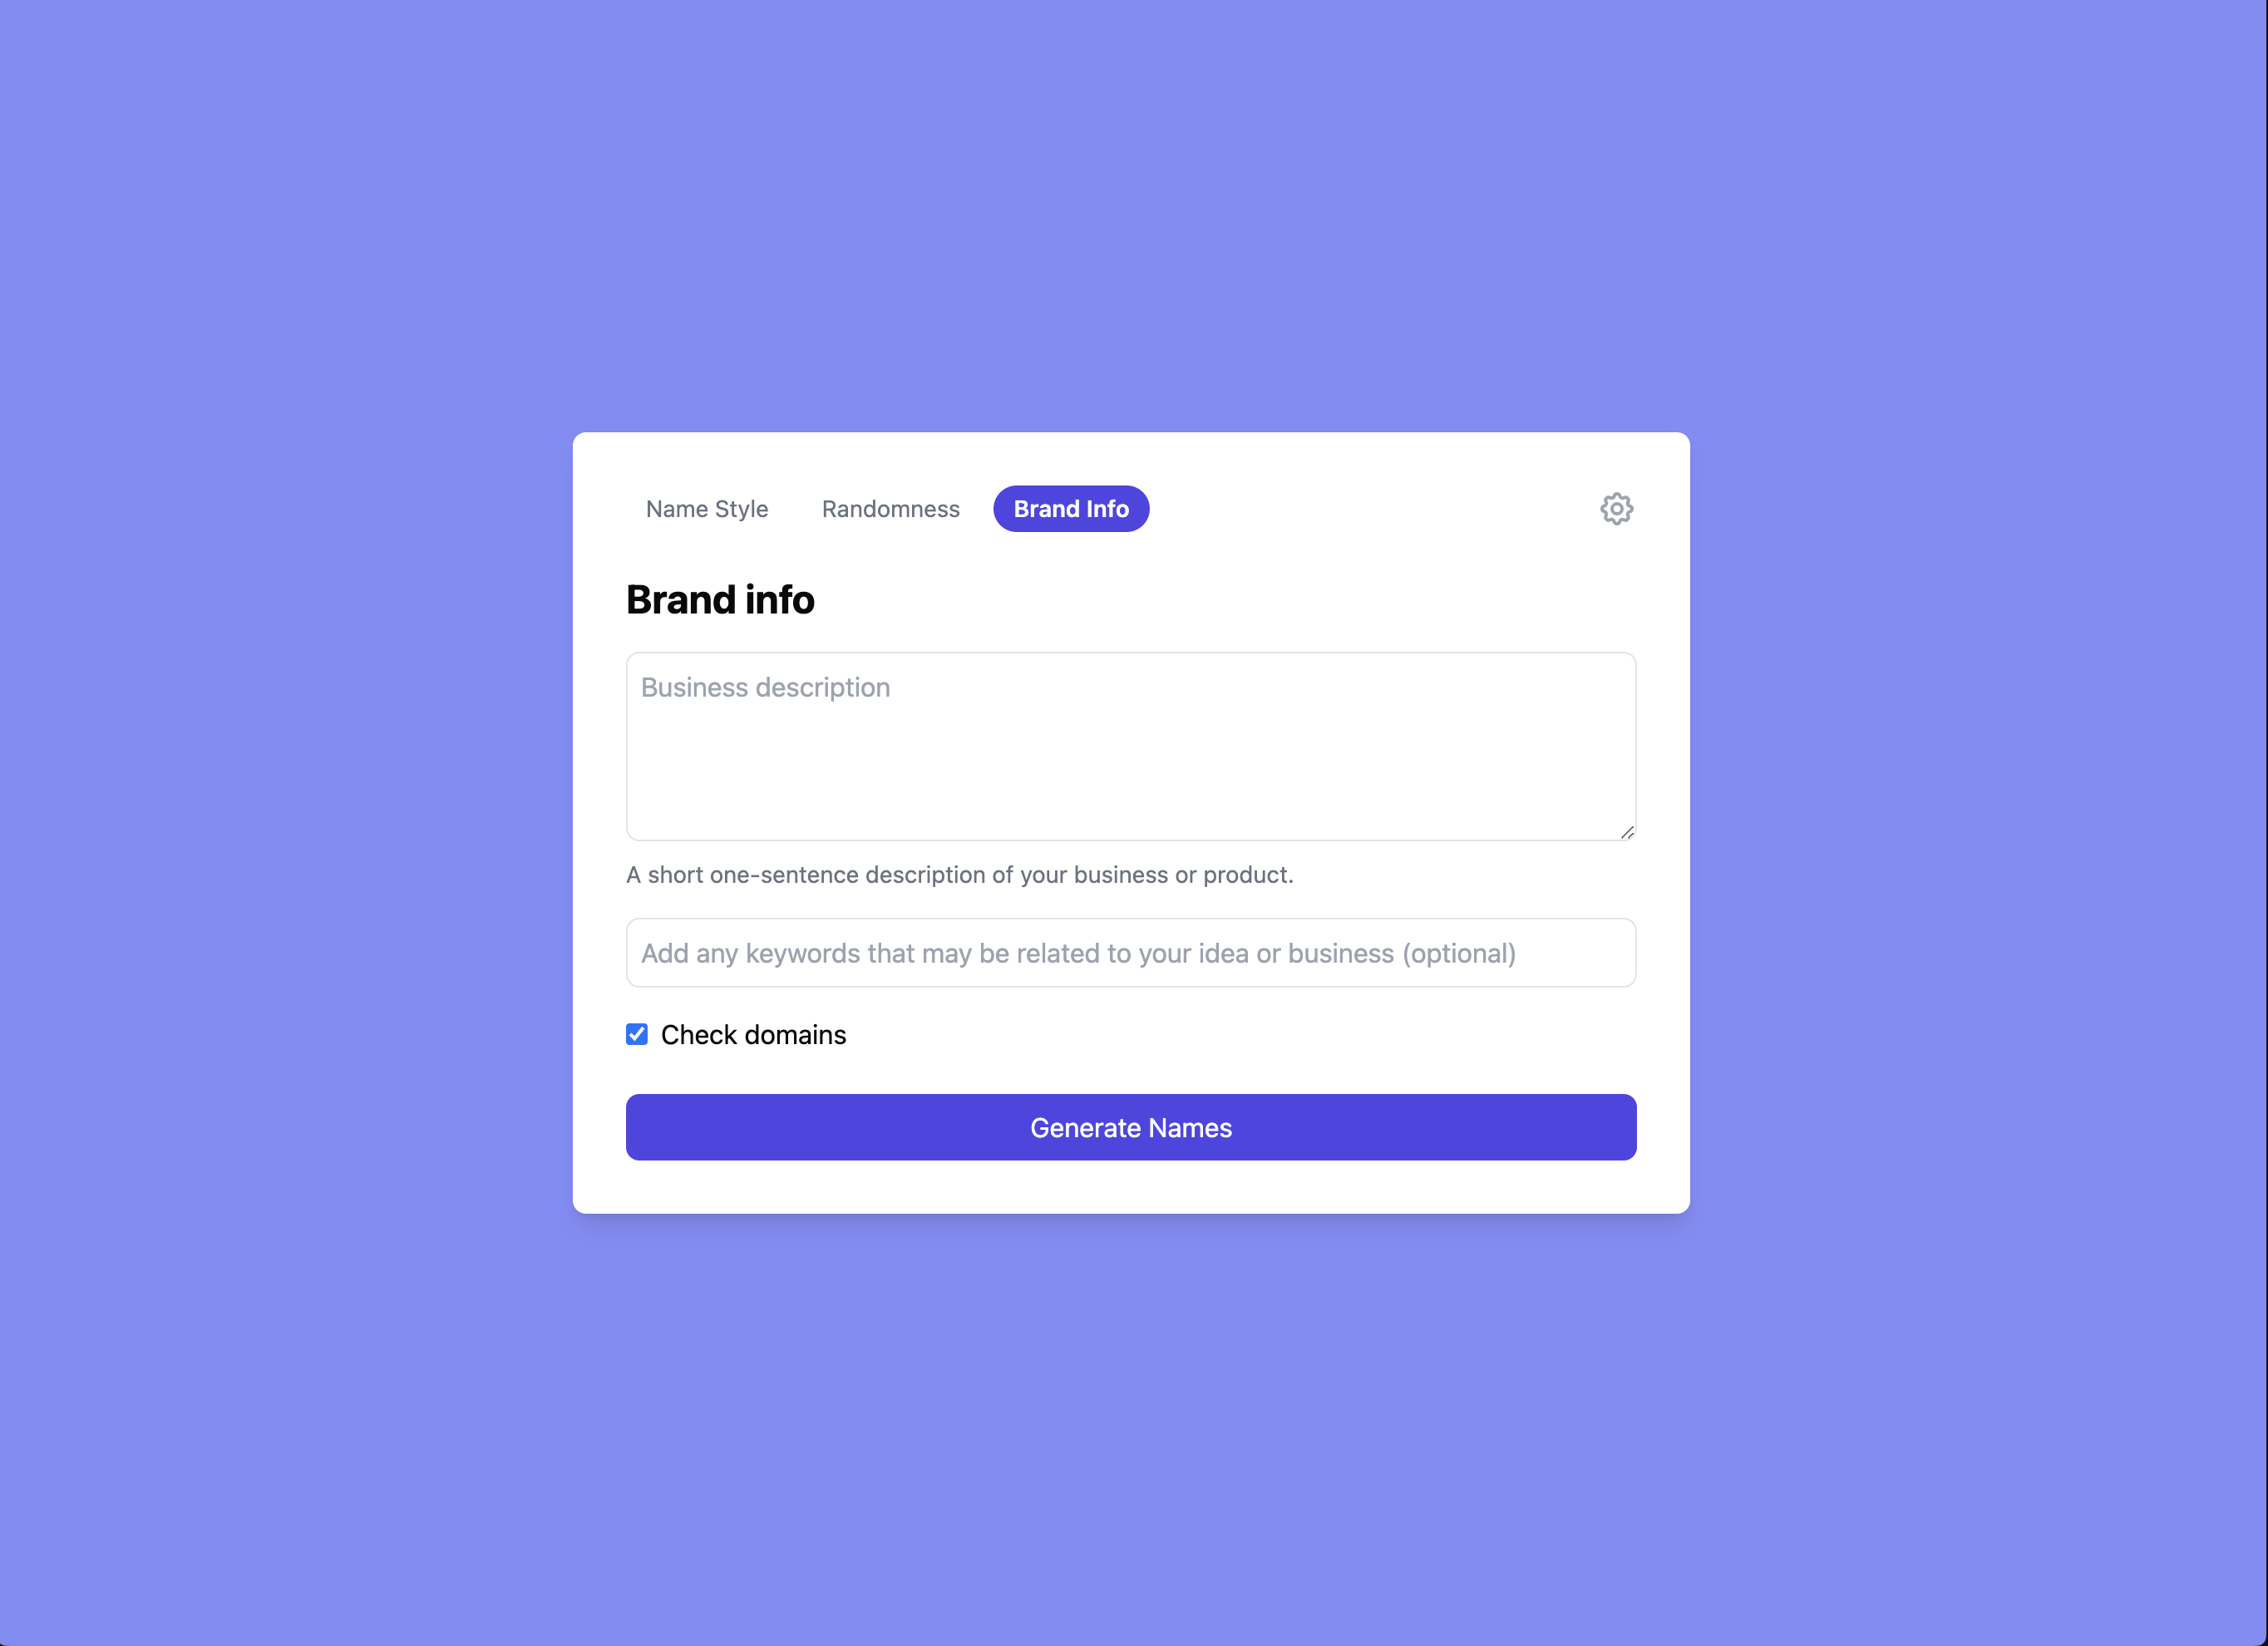 Name Style
Randomness
Brand Info
Brand info
Business description
A short one-sentence description of your business or product.
Add any keywords that may be related to your idea or business (optional)
Check domains
Generate Names